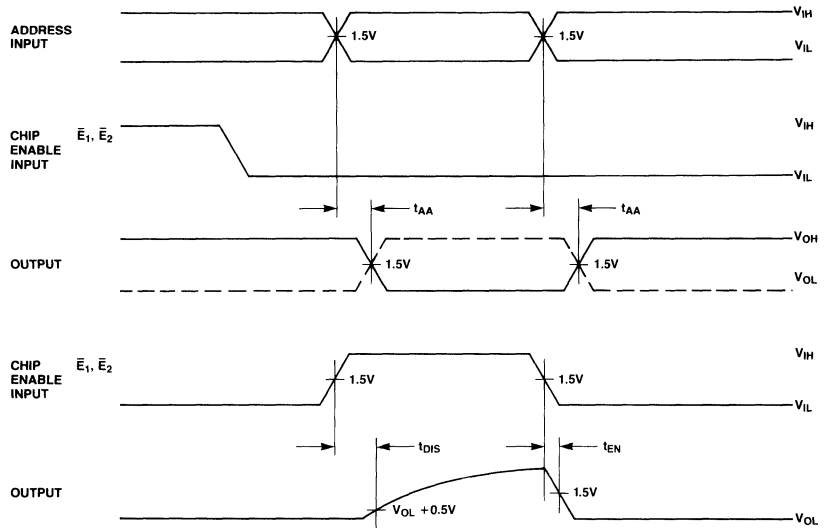 ADDRESS
INPUT
1.5V
1.5V
VIH
VIL
CHIP
ENABLE
INPUT
Ē1, Ē2
VIH
VIL
tAA
tAA
OUTPUT
1.5V
1.5V
VOH
VOL
CHIP
ENABLE
INPUT
Ē1, Ē2
1.5V
1.5V
VIH
VIL
tDIS
tEN
OUTPUT
VOL +0.5V
1.5V
VOL